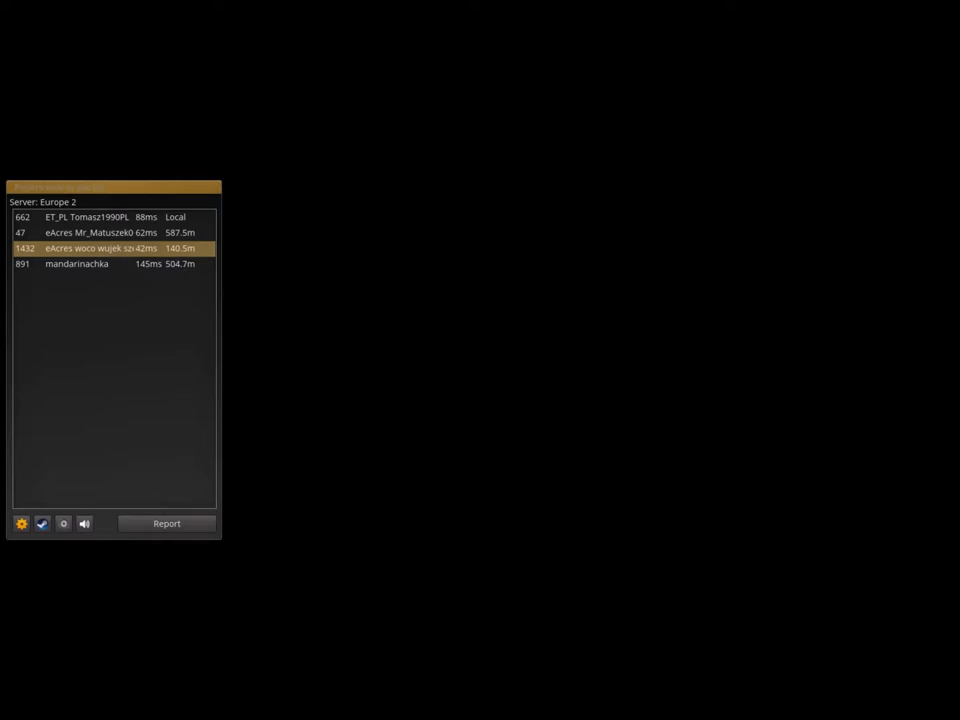 Server: Europe 2
662 ET_PL Tomasz1990PL 88ms Local
47 eAcres Mr_Matuszek0 62ms 587.5m
1432 eAcres woco wujek sz 42ms 140.5m
891 mandarinachka 145ms 504.7m
Report